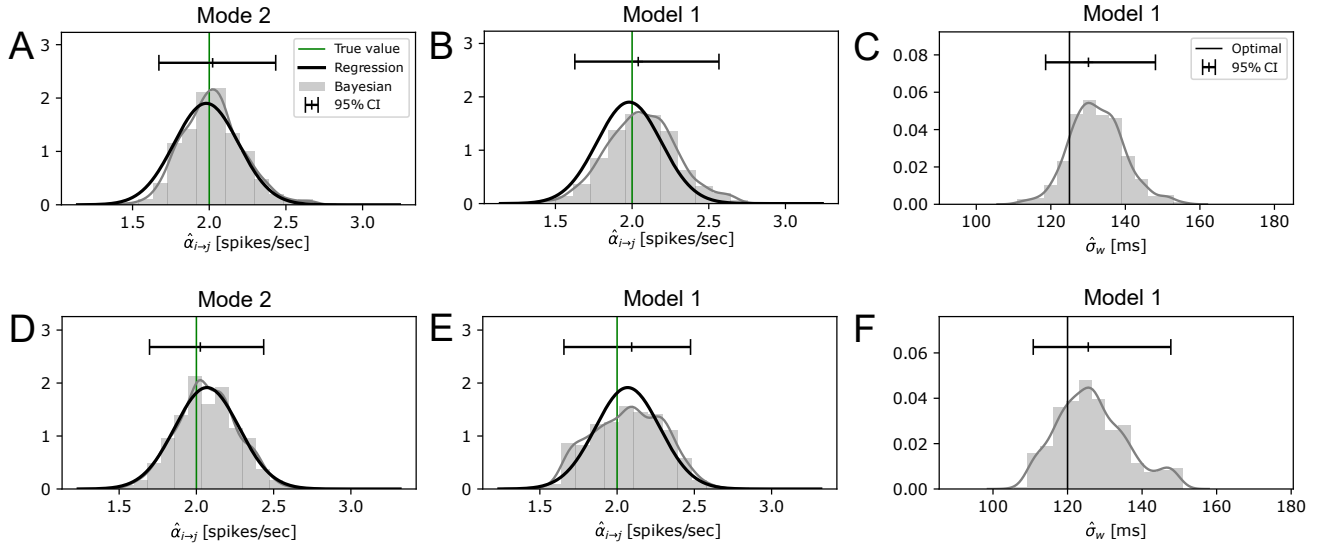 A
Mode 2
3
2
1
0
1.5 2.0 2.5 3.0
α̂ i→j [spikes/sec]
True value
Regression
Bayesian
95% CI
B
Model 1
3
2
1
0
1.5 2.0 2.5 3.0
α̂ i→j [spikes/sec]
C
Model 1
0.08
0.06
0.04
0.02
0.00
100 120 140 160 180
σ̂w [ms]
Optimal
95% CI
D
Mode 2
3
2
1
0
1.5 2.0 2.5 3.0
α̂ i→j [spikes/sec]
E
Model 1
3
2
1
0
1.5 2.0 2.5 3.0
α̂ i→j [spikes/sec]
F
Model 1
0.06
0.04
0.02
0.00
100 120 140 160 180
σ̂w [ms]